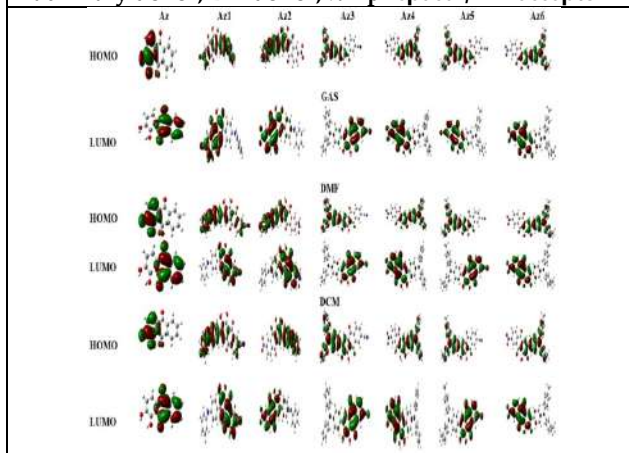 Az Az1 Az2 Az3 Az4 Az5 Az6
HOMO
GAS
LUMO
DMF
HOMO
LUMO
DCM
HOMO
LUMO